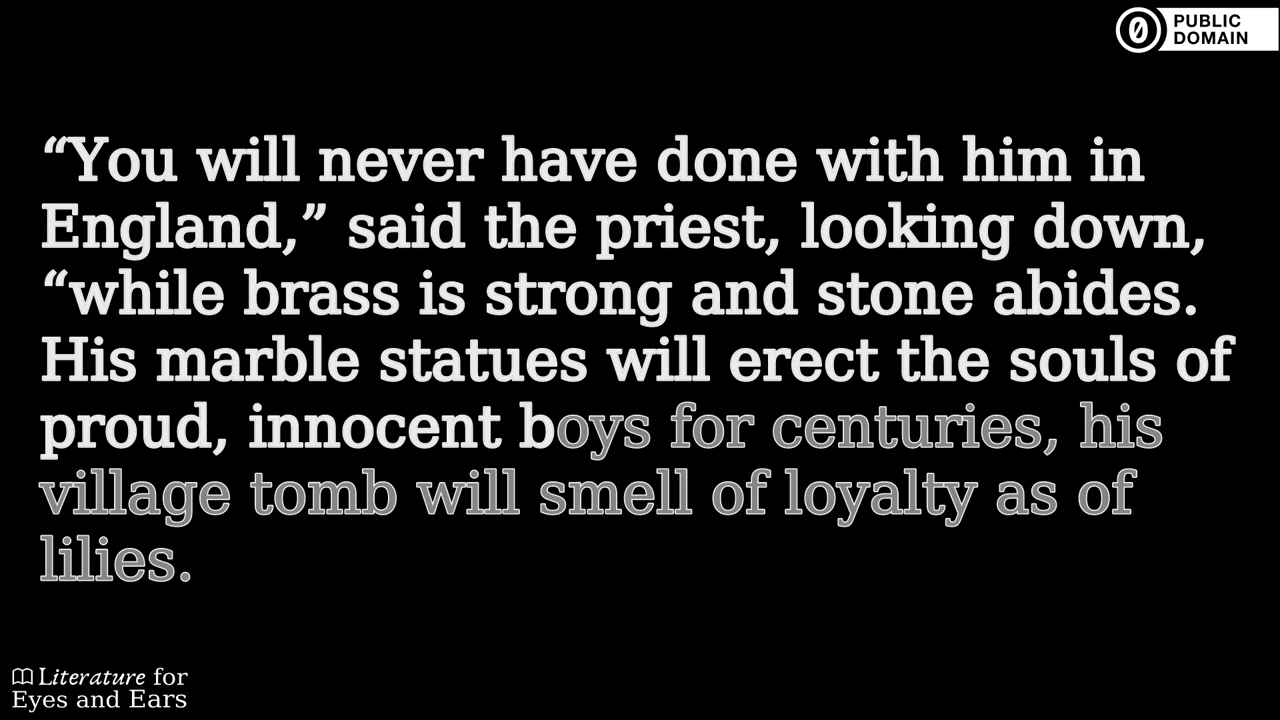 PUBLIC
DOMAIN
“You will never have done with him in
England,” said the priest, looking down,
“while brass is strong and stone abides.
His marble statues will erect the souls of
proud, innocent boys for centuries, his
village tomb will smell of loyalty as of
lilies.
Literature for
Eyes and Ears